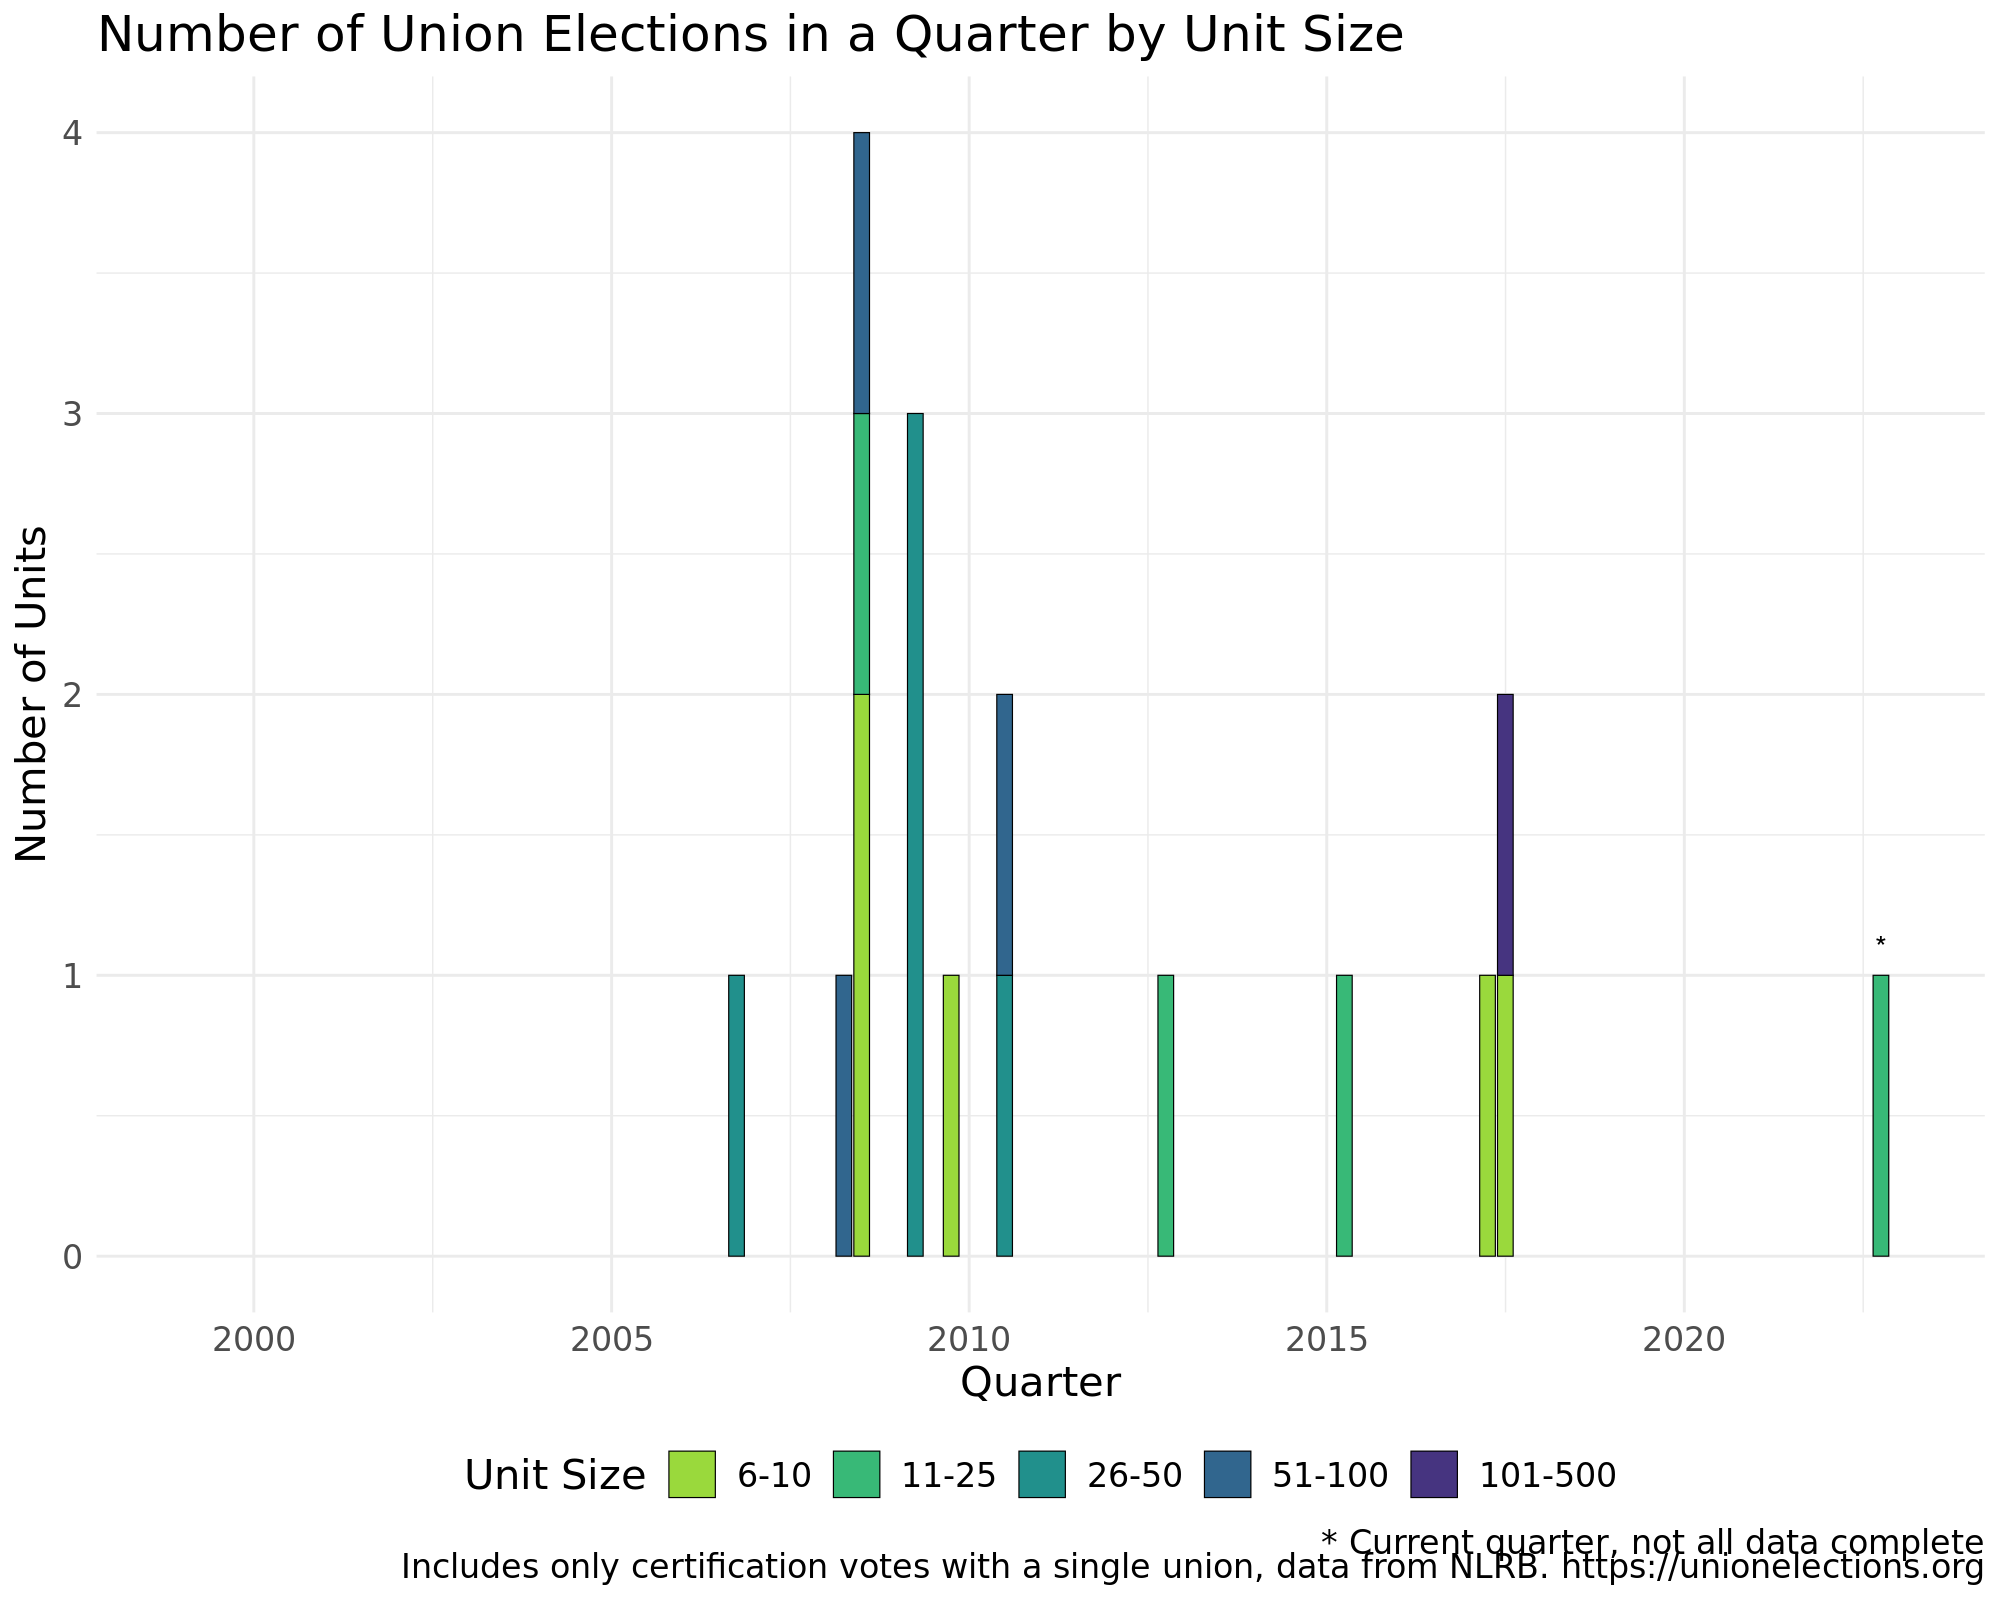 Number of Union Elections in a Quarter by Unit Size
Number of Units
4
3
2
1
0
*
2000 2005 2010 2015 2020
Quarter
Unit Size 6-10 11-25 26-50 51-100 101-500
* Current quarter, not all data complete
Includes only certification votes with a single union, data from NLRB. https://unionelections.org